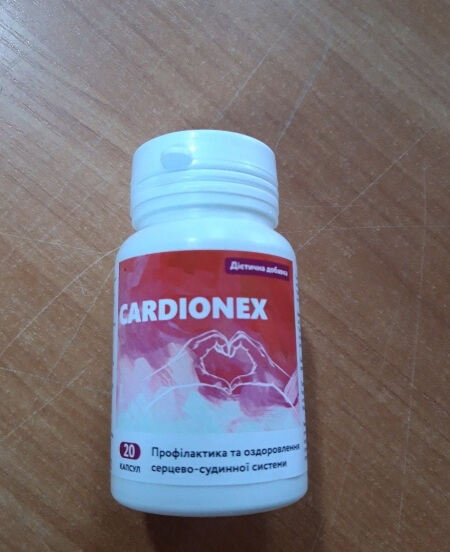 Дієтична добавка
CARDIONEX
20
КАПСУЛ
Профілактика та оздоровлення
серцево-судинної системи